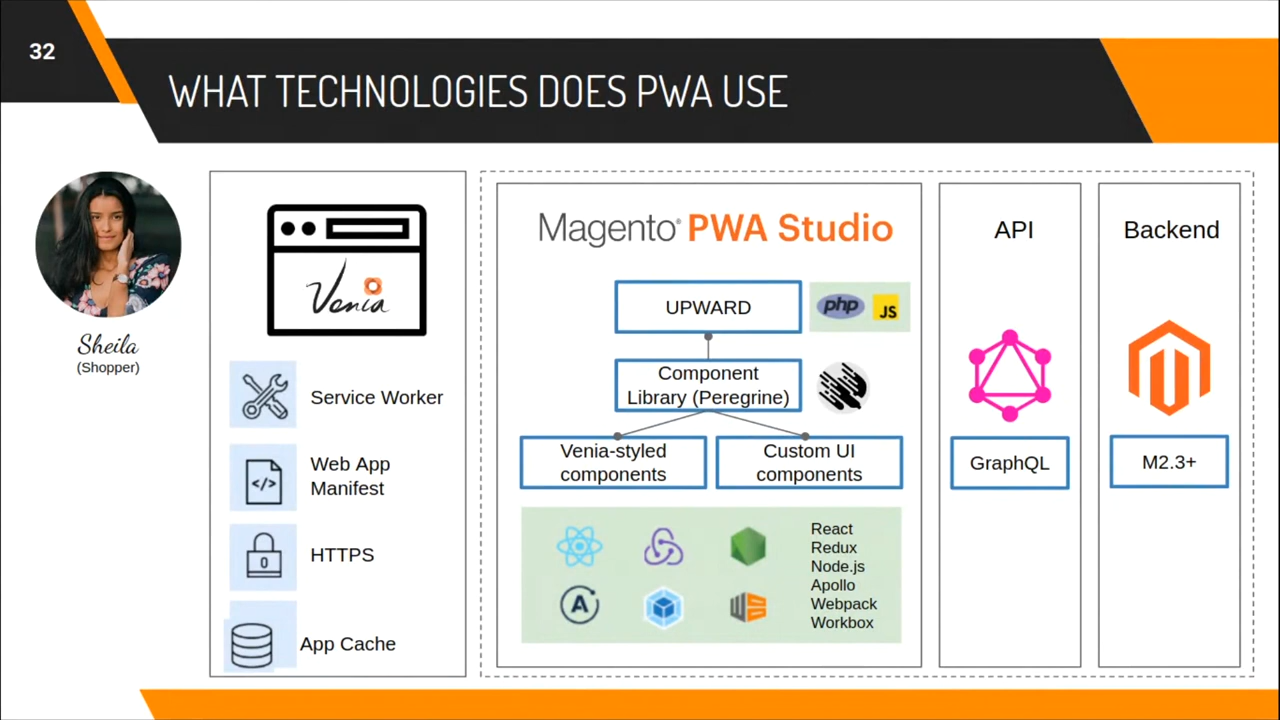 32
WHAT TECHNOLOGIES DOES PWA USE
Sheila
(Shopper)
Venia
Service Worker
Web App
Manifest
</>
HTTPS
0
App Cache
Magento® PWA Studio
UPWARD
php
JS
Component
Library (Peregrine)
Venia-styled
components
Custom UI
components
A
React
Redux
Node.js
Apollo
Webpack
Workbox
API
GraphQL
Backend
M2.3+